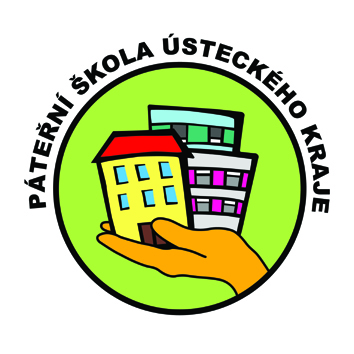 PÁTEŘNÍ ŠKOLA ÚSTECKÉHO KRAJE